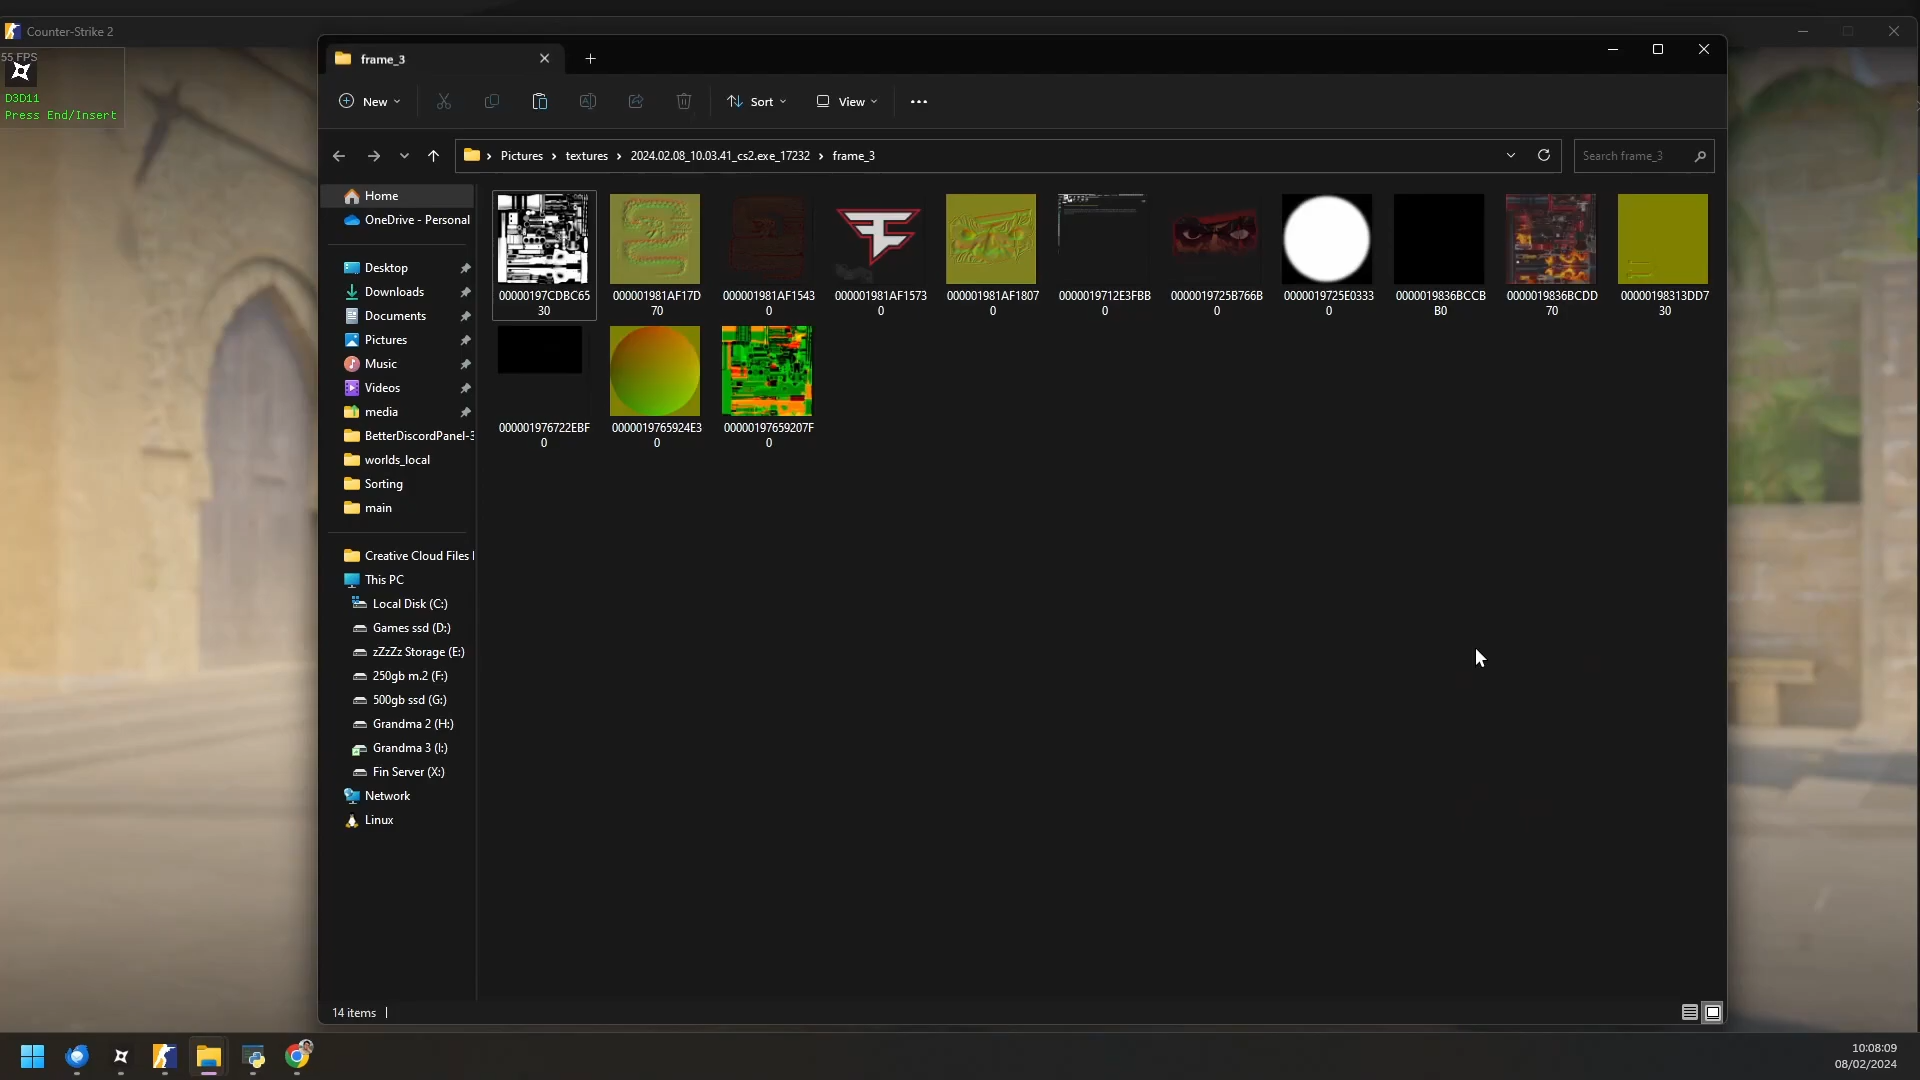 Counter-Strike 2
55 FPS
D3D11
Press End/Insert
frame_3
New
Sort
View
Pictures
textures
2024.02.08_10.03.41_cs2.exe_17232
frame_3
Search frame_3
Home
OneDrive - Personal
Desktop
Downloads
Documents
Pictures
Music
Videos
media
BetterDiscordPanel-3
worlds_local
Sorting
main
Creative Cloud Files
This PC
Local Disk (C:)
Games ssd (D:)
zZzZz Storage (E:)
250gb m.2 (F:)
500gb ssd (G:)
Grandma 2 (H:)
Grandma 3 (I:)
Fin Server (X:)
Network
Linux
00000197CDBC65
30
000001981AF17D
70
000001981AF1543
0
000001981AF1573
0
000001981AF1807
0
0000019712E3FBB
0
0000019725B766B
0
0000019725E0333
0
0000019836BCCB
B0
0000019836BCDD
70
00000198313DD7
30
000001976722EBF
0
0000019765924E3
0
00000197659207F
0
14 items
10:08:09
08/02/2024